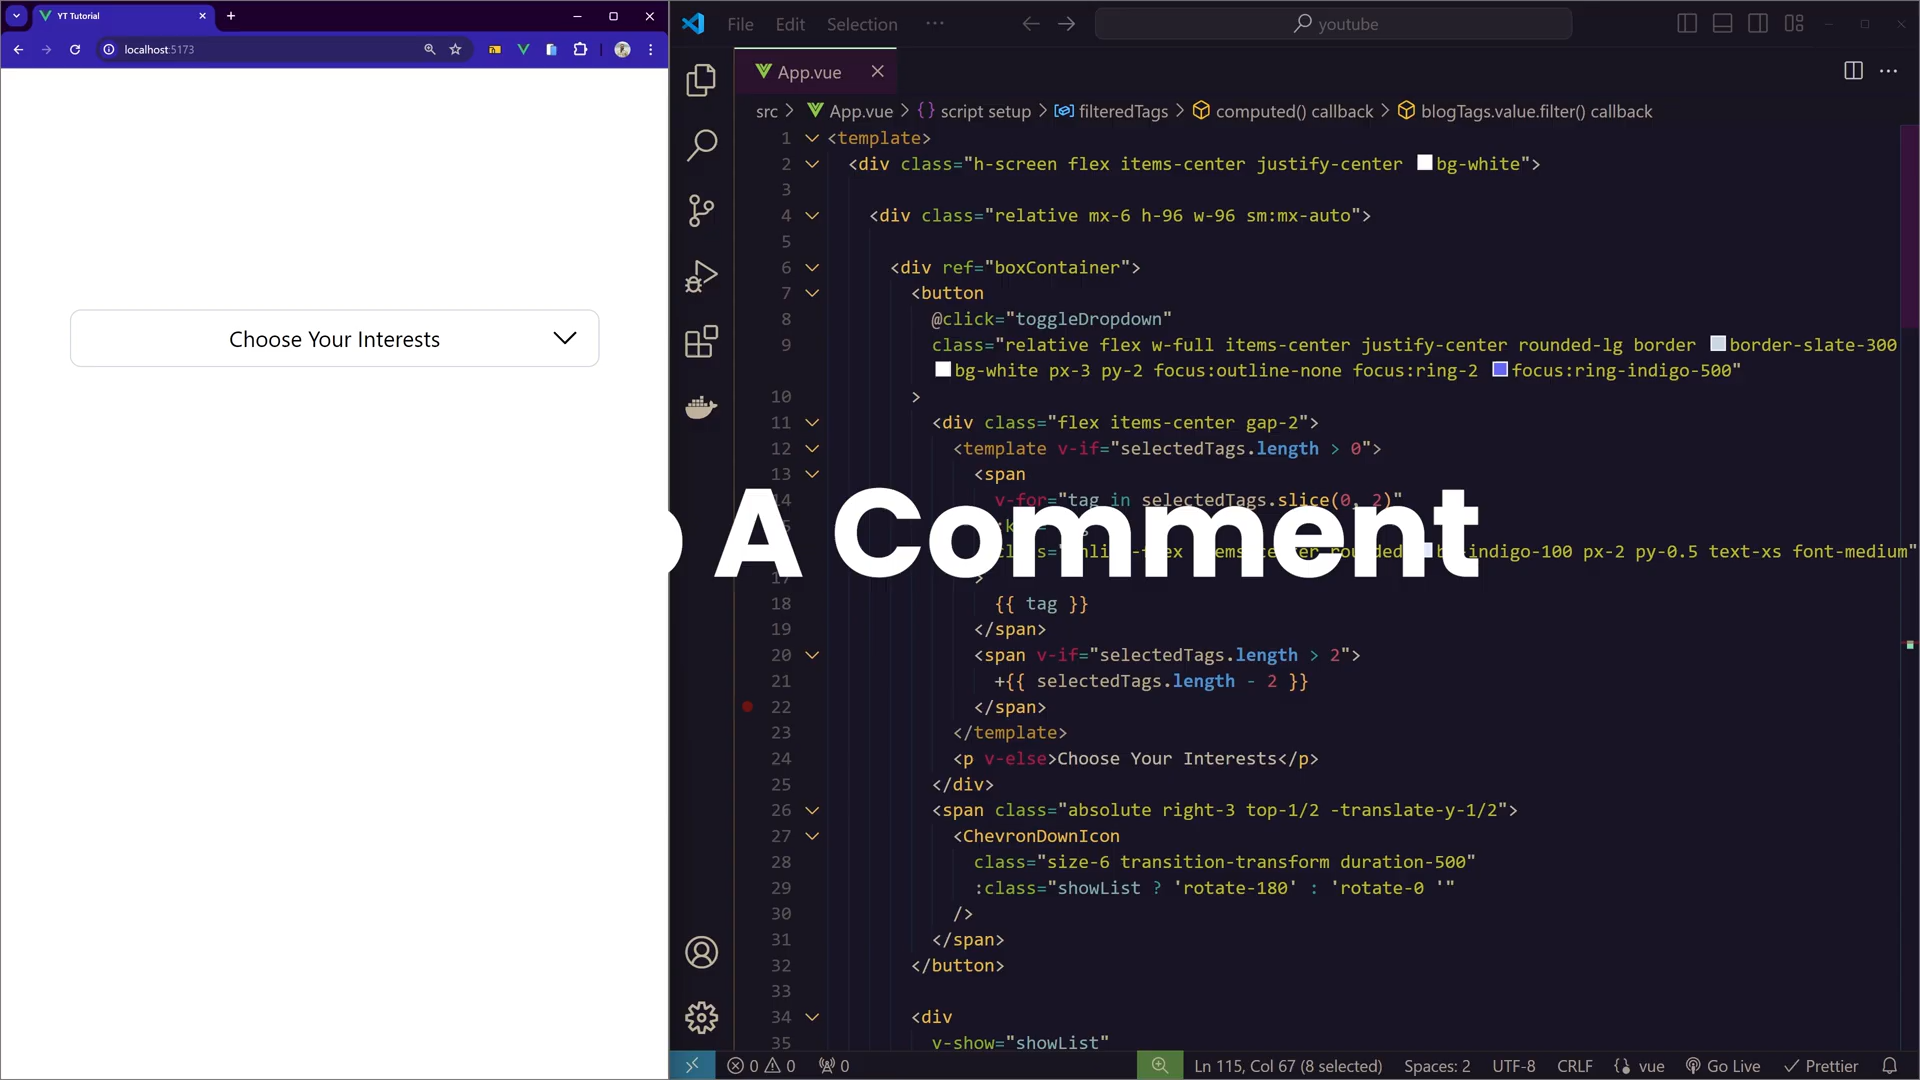 YT Tutorial
localhost:5173
Choose Your Interests
File Edit Selection ···
youtube
App.vue
src > App.vue > {} script setup > filteredTags > computed() callback > blogTags.value.filter() callback
1 <template>
2 <div class="h-screen flex items-center justify-center bg-white">
3
4 <div class="relative mx-6 h-96 w-96 sm:mx-auto">
5
6 <div ref="boxContainer">
7 <button
8 @click="toggleDropdown"
9 class="relative flex w-full items-center justify-center rounded-lg border border-slate-300
bg-white px-3 py-2 focus:outline-none focus:ring-2 focus:ring-indigo-500"
10 >
11 <div class="flex items-center gap-2">
12 <template v-if="selectedTags.length > 0">
13 <span
v-for="tag in selectedTags.slice(0, 2)"
A Comment
px-2 py-0.5 text-xs font-medium"
18 {{ tag }}
19 </span>
20 <span v-if="selectedTags.length > 2">
21 +{{ selectedTags.length - 2 }}
22 </span>
23 </template>
24 <p v-else>Choose Your Interests</p>
25 </div>
26 <span class="absolute right-3 top-1/2 -translate-y-1/2">
27 <ChevronDownIcon
28 class="size-6 transition-transform duration-500"
29 :class="showList ? 'rotate-180' : 'rotate-0 '"
30 />
31 </span>
32 </button>
33
34 <div
35 v-show="showList"
0 0 0 Ln 115, Col 67 (8 selected) Spaces: 2 UTF-8 CRLF vue Go Live Prettier